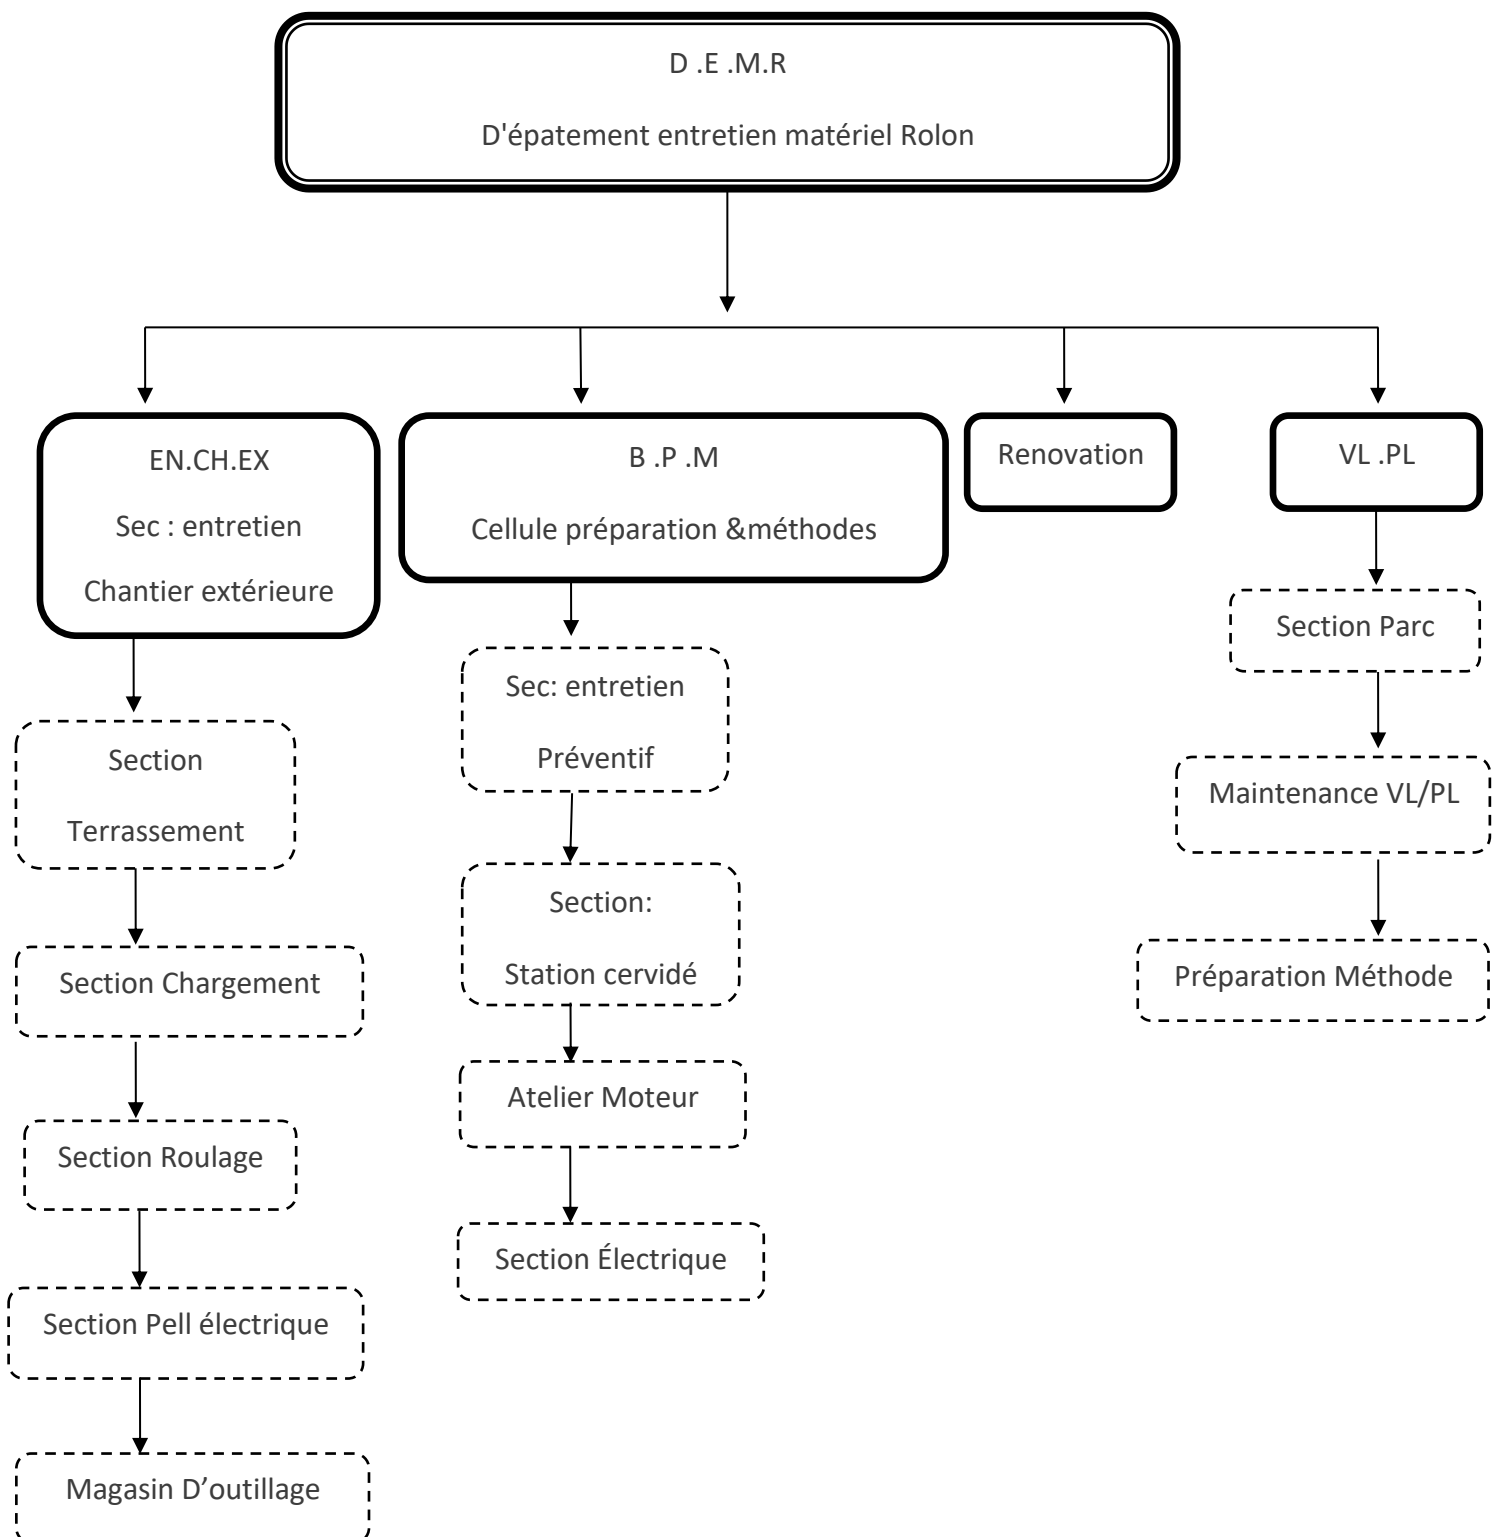 D .E .M.R
D'épatement entretien matériel Rolon
EN.CH.EX
Sec : entretien
Chantier extérieure
B .P .M
Cellule préparation &méthodes
Renovation
VL .PL
Section
Terrassement
Section Chargement
Section Roulage
Section Pell électrique
Magasin D’outillage
Sec: entretien
Préventif
Section:
Station cervidé
Atelier Moteur
Section Électrique
Section Parc
Maintenance VL/PL
Préparation Méthode